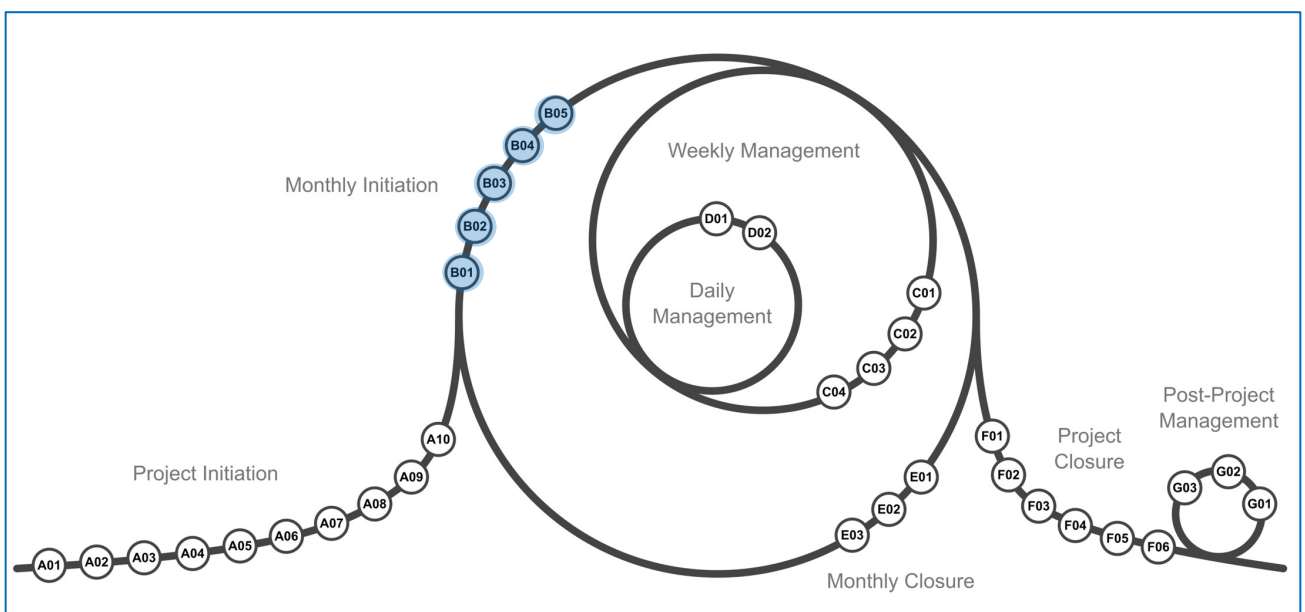 B05
B04
B03
B02
B01
Monthly Initiation
Weekly Management
D01
D02
Daily
Management
C01
C02
C03
C04
A10
A09
A08
A07
A06
A05
A04
A03
A02
A01
Project Initiation
E01
E02
E03
Monthly Closure
F01
F02
F03
F04
F05
F06
Project
Closure
Post-Project
Management
G03
G02
G01